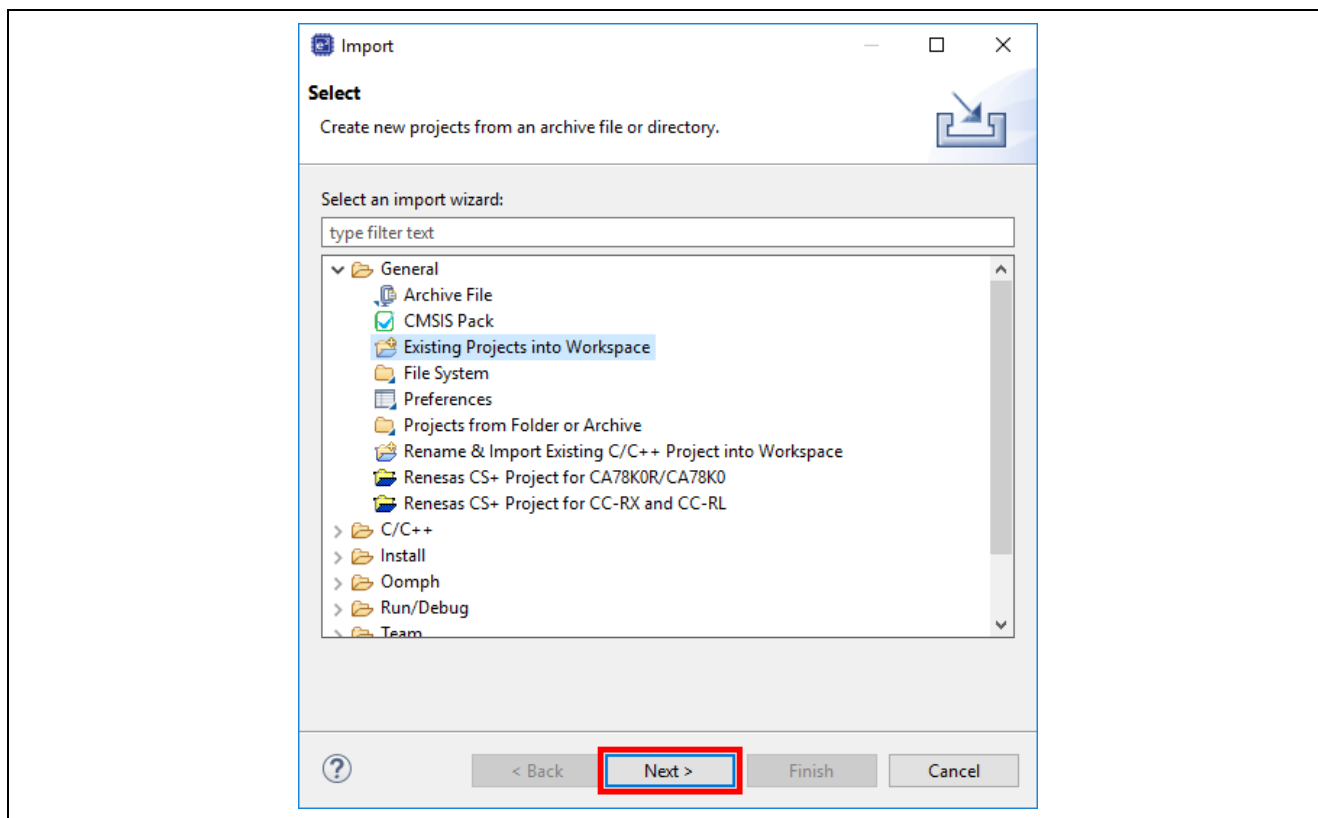 Import
Select
Create new projects from an archive file or directory.
Select an import wizard:
type filter text
General
Archive File
CMSIS Pack
Existing Projects into Workspace
File System
Preferences
Projects from Folder or Archive
Rename & Import Existing C/C++ Project into Workspace
Renesas CS+ Project for CA78K0R/CA78K0
Renesas CS+ Project for CC-RX and CC-RL
C/C++
Install
Oomph
Run/Debug
Team
< Back Next > Finish Cancel